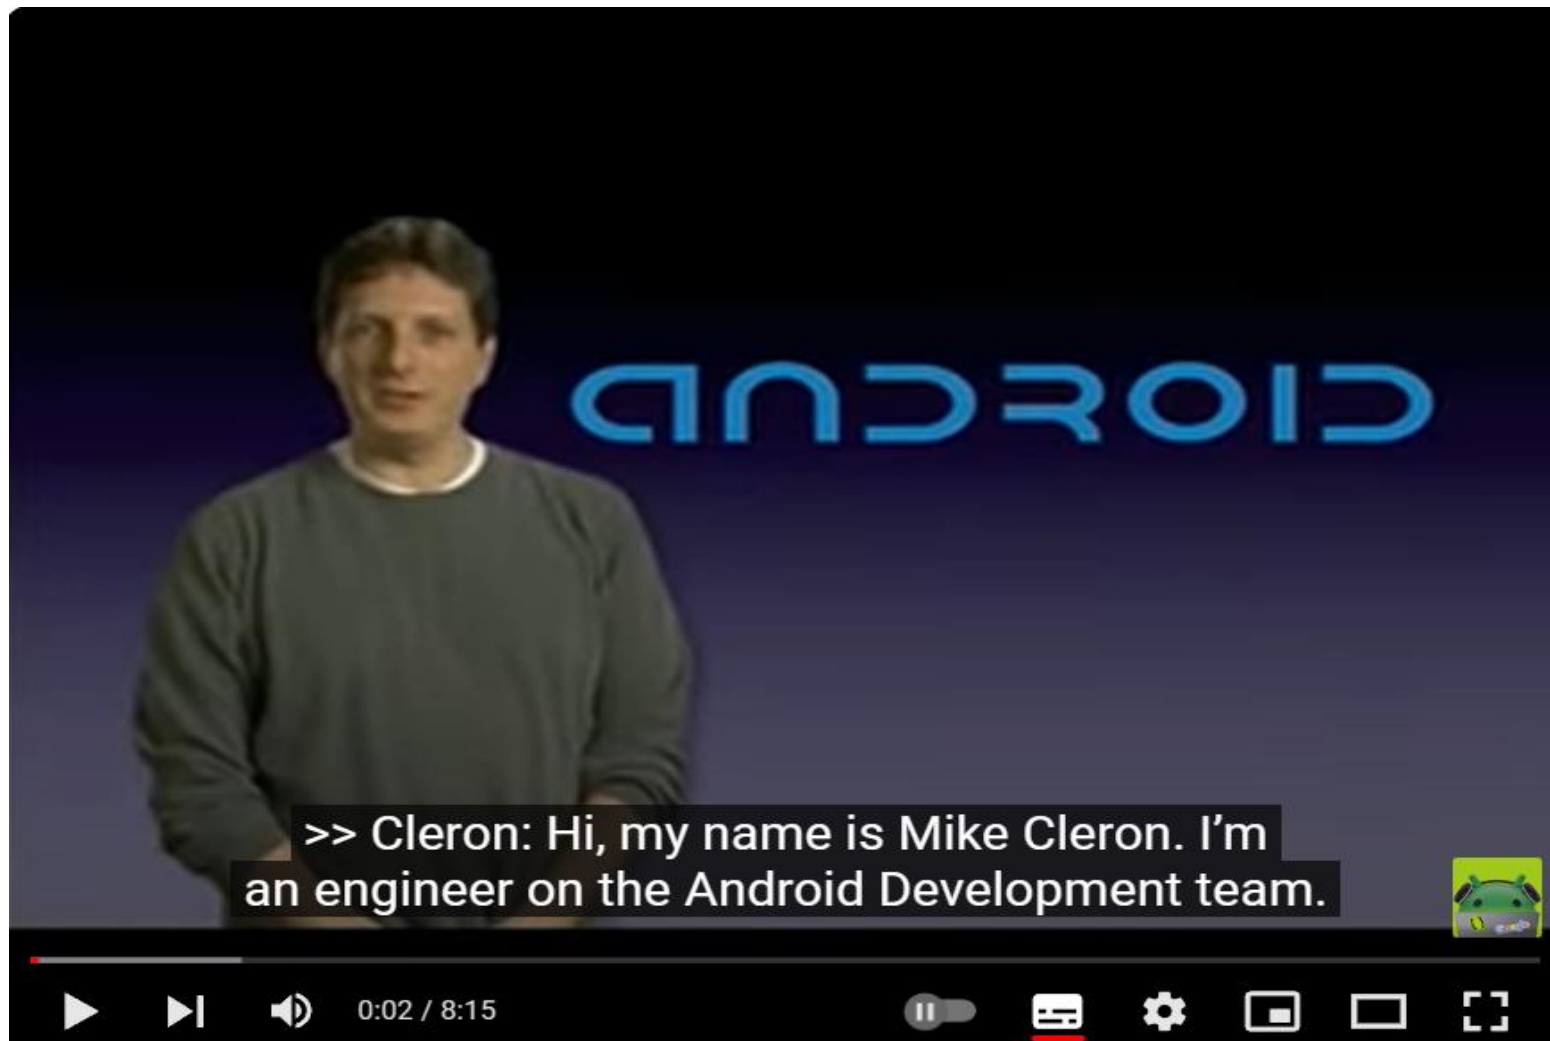 ANDROID
>> Cleron: Hi, my name is Mike Cleron. I’m
an engineer on the Android Development team.
0:02 / 8:15